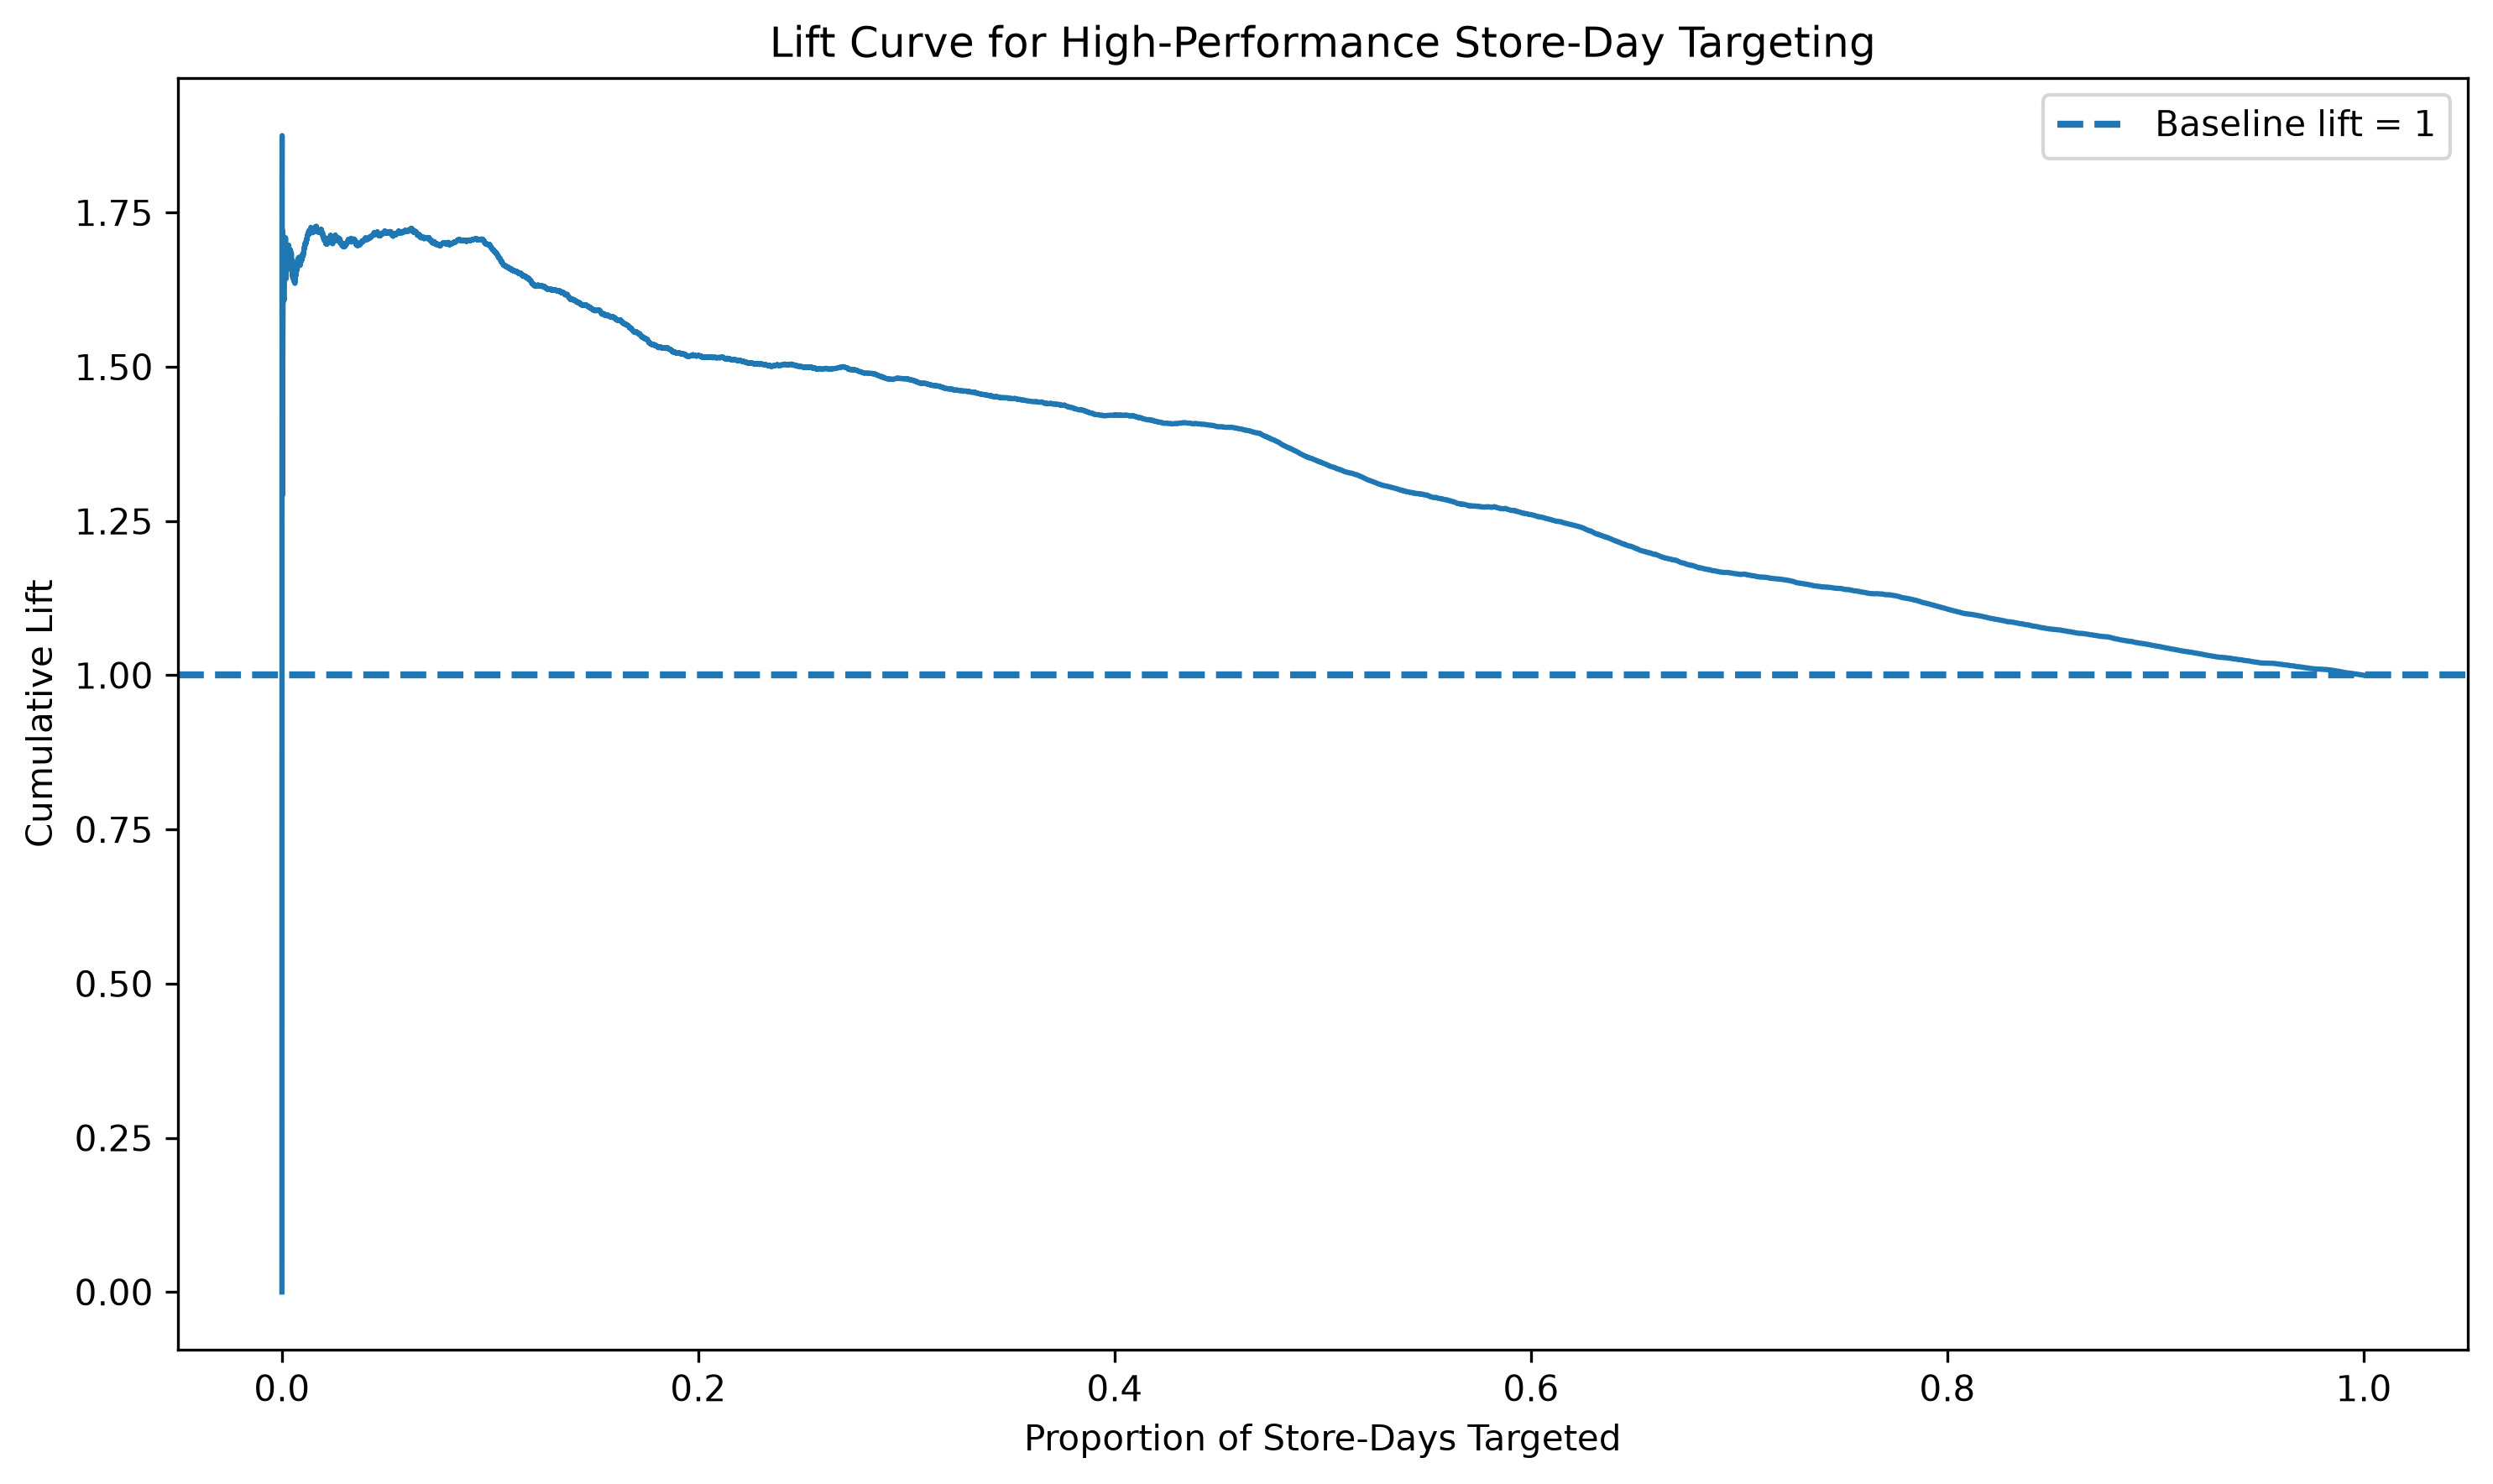 Lift Curve for High-Performance Store-Day Targeting
Baseline lift = 1
Cumulative Lift
1.75
1.50
1.25
1.00
0.75
0.50
0.25
0.00
0.0 0.2 0.4 0.6 0.8 1.0
Proportion of Store-Days Targeted